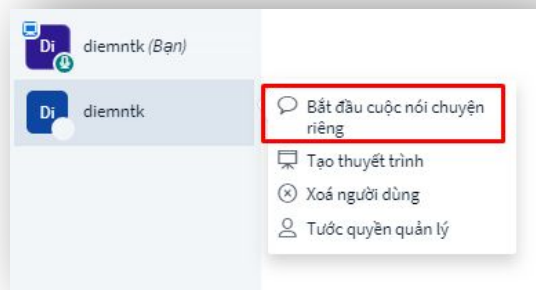 Di diemntk (Bạn)
Di diemntk
Bắt đầu cuộc nói chuyện
riêng
Tạo thuyết trình
Xoá người dùng
Tước quyền quản lý